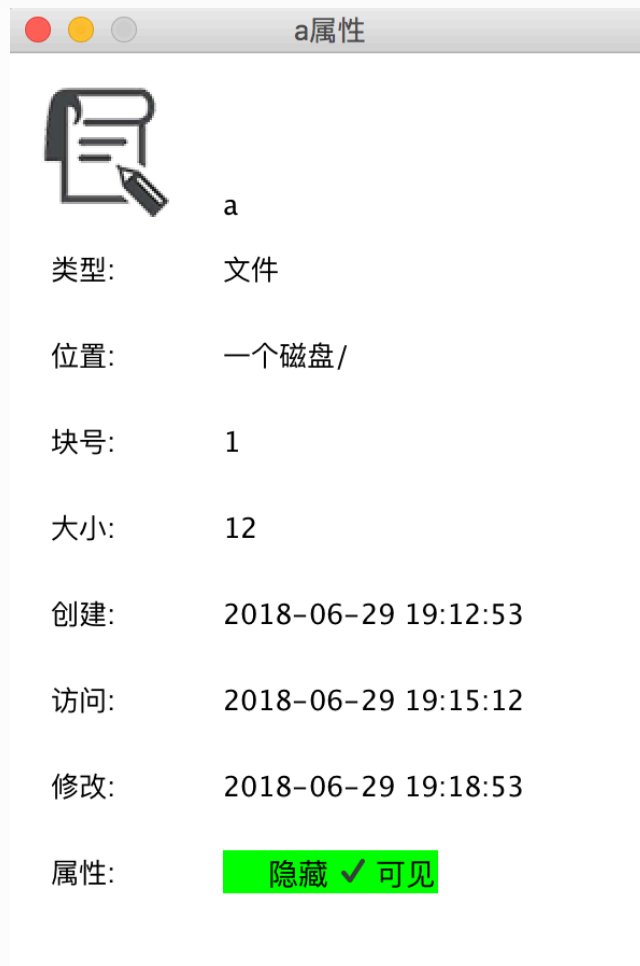 a属性
a
类型: 文件
位置: 一个磁盘/
块号: 1
大小: 12
创建: 2018-06-29 19:12:53
访问: 2018-06-29 19:15:12
修改: 2018-06-29 19:18:53
属性: 隐藏 ✓ 可见